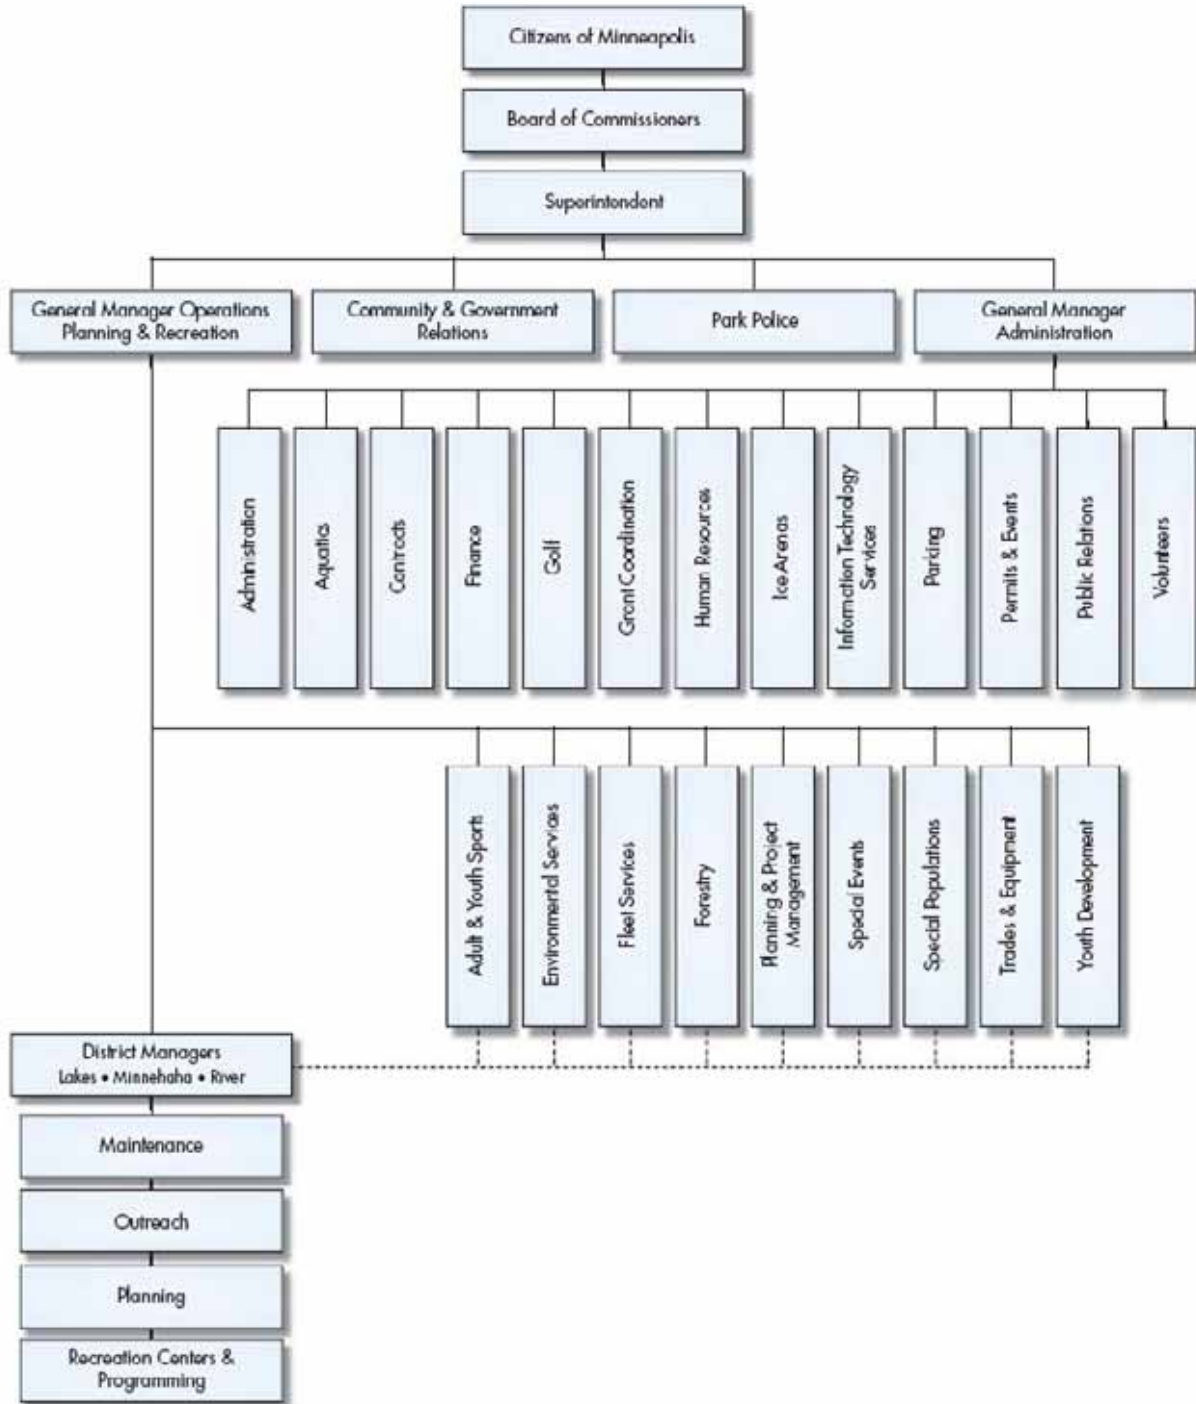 Citizens of Minneapolis
Board of Commissioners
Superintendent
General Manager Operations
Planning & Recreation
Community & Government
Relations
Park Police
General Manager
Administration
Administration
Aquatics
Contracts
Finance
Golf
Grant Coordination
Human Resources
Ice Arenas
Information Technology
Services
Parking
Permits & Events
Public Relations
Volunteers
Adult & Youth Sports
Environmental Services
Fleet Services
Forestry
Planning & Project
Management
Special Events
Special Populations
Trades & Equipment
Youth Development
District Managers
Lakes • Minnehaha • River
Maintenance
Outreach
Planning
Recreation Centers &
Programming